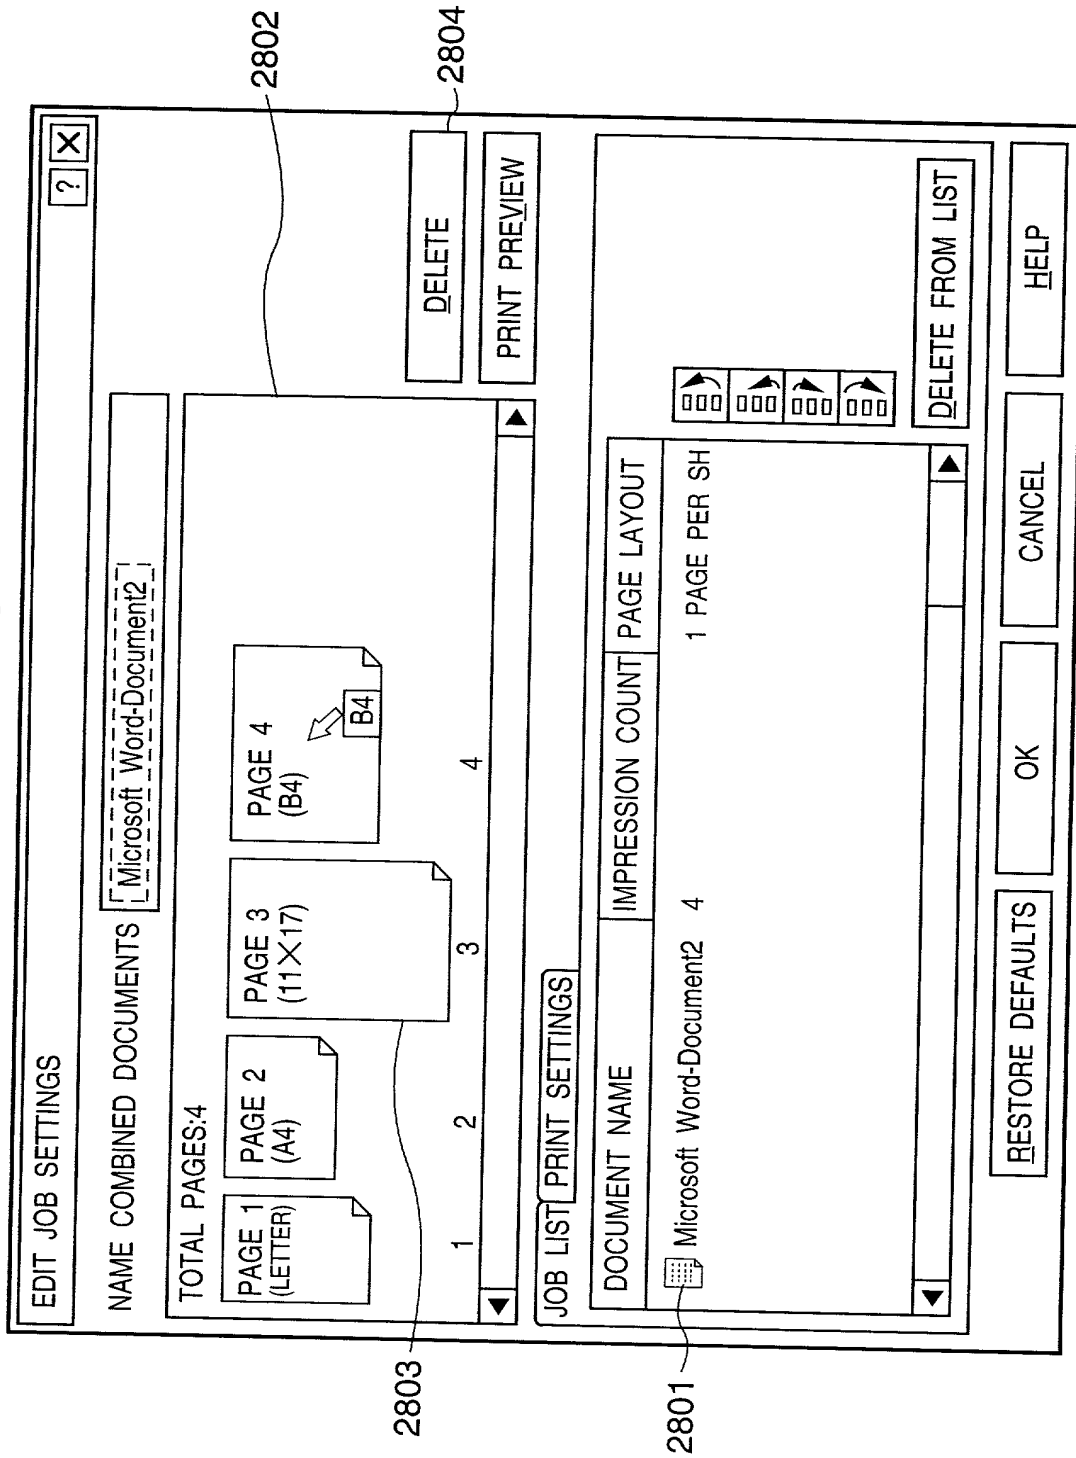 2802
2804
EDIT JOB SETTINGS
? X
NAME COMBINED DOCUMENTS Microsoft Word-Document2
TOTAL PAGES:4
PAGE 1
(LETTER)
PAGE 2
(A4)
PAGE 3
(11×17)
PAGE 4
(B4)
B4
1 2 3 4
DELETE
PRINT PREVIEW
JOB LIST PRINT SETTINGS
DOCUMENT NAME IMPRESSION COUNT PAGE LAYOUT
Microsoft Word-Document2 4 1 PAGE PER SH
DELETE FROM LIST
RESTORE DEFAULTS OK CANCEL HELP
2803
2801